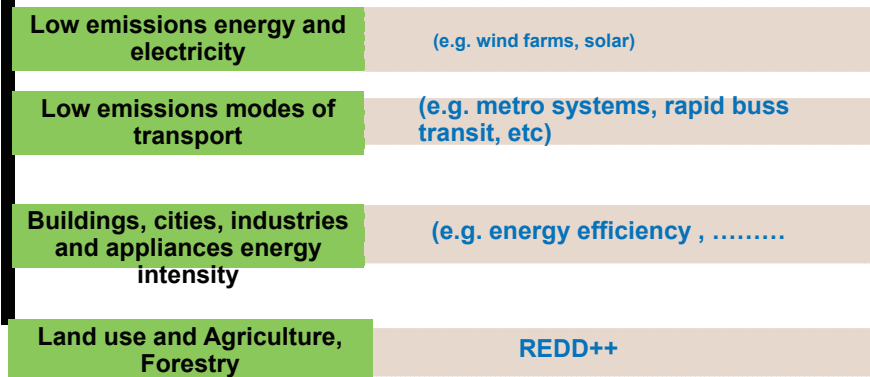 Low emissions energy and
electricity
(e.g. wind farms, solar)
Low emissions modes of
transport
(e.g. metro systems, rapid buss
transit, etc)
Buildings, cities, industries
and appliances energy
intensity
(e.g. energy efficiency , .........
Land use and Agriculture,
Forestry
REDD++